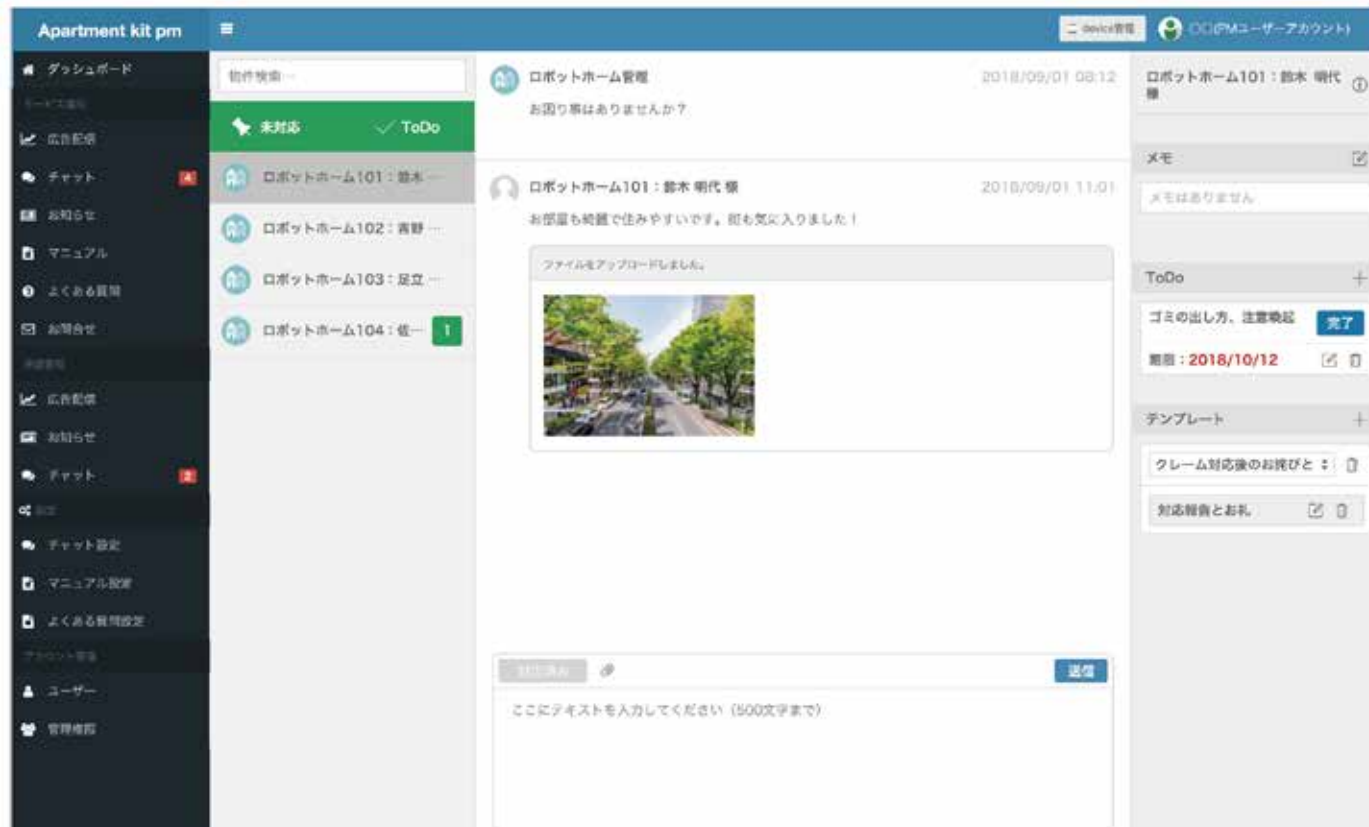 Apartment kit pm
device管理
〇〇(PMユーザーアカウント)
ダッシュボード
広告配信
チャット
4
お知らせ
マニュアル
よくある質問
お問合せ
広告配信
お知らせ
チャット
2
設定
チャット設定
マニュアル設定
よくある質問設定
アカウント管理
ユーザー
管理権限
物件検索…
未対応
ToDo
ロボットホーム101：鈴木 …
ロボットホーム102：吉野 …
ロボットホーム103：足立 …
ロボットホーム104：佐…
1
ロボットホーム管理
2018/09/01 08:12
お困り事はありませんか？
ロボットホーム101：鈴木 明代 様
2018/09/01 11:01
お部屋も綺麗で住みやすいです。街も気に入りました！
ファイルをアップロードしました。
送信
ここにテキストを入力してください（500文字まで）
ロボットホーム101：鈴木 明代
様
メモ
メモはありません
ToDo
ゴミの出し方、注意喚起
完了
期限：2018/10/12
テンプレート
クレーム対応後のお詫びと
対応報告とお礼